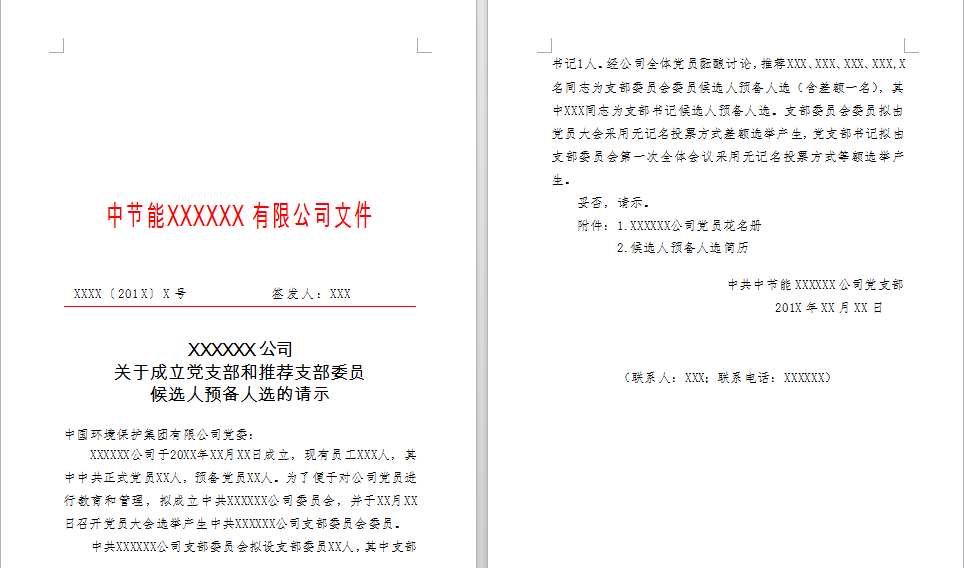 中节能XXXXXX 有限公司文件
XXXX〔201X〕X 号 签发人：XXX
XXXXXX 公司
关于成立党支部和推荐支部委员
候选人预备人选的请示
中国环境保护集团有限公司党委：
XXXXXX公司于20XX年XX月XX日成立，现有员工XXX人，其
中中共正式党员XX人，预备党员XX人。为了便于对公司党员进
行教育和管理，拟成立中共XXXXXX公司委员会，并于XX月XX
日召开党员大会选举产生中共XXXXXX公司支部委员会委员。
中共XXXXXX公司支部委员会拟设支部委员XX人，其中支部
书记1人。经公司全体党员酝酿讨论，推荐XXX、XXX、XXX、XXX,X
名同志为支部委员会委员候选人预备人选（含差额一名），其
中XXX同志为支部书记候选人预备人选。支部委员会委员拟由
党员大会采用无记名投票方式差额选举产生，党支部书记拟由
支部委员会第一次全体会议采用无记名投票方式等额选举产
生。
妥否，请示。
附件：1.XXXXXX公司党员花名册
2.候选人预备人选简历
中共中节能XXXXXX公司党支部
201X 年 XX 月 XX 日
（联系人：XXX；联系电话：XXXXXX）